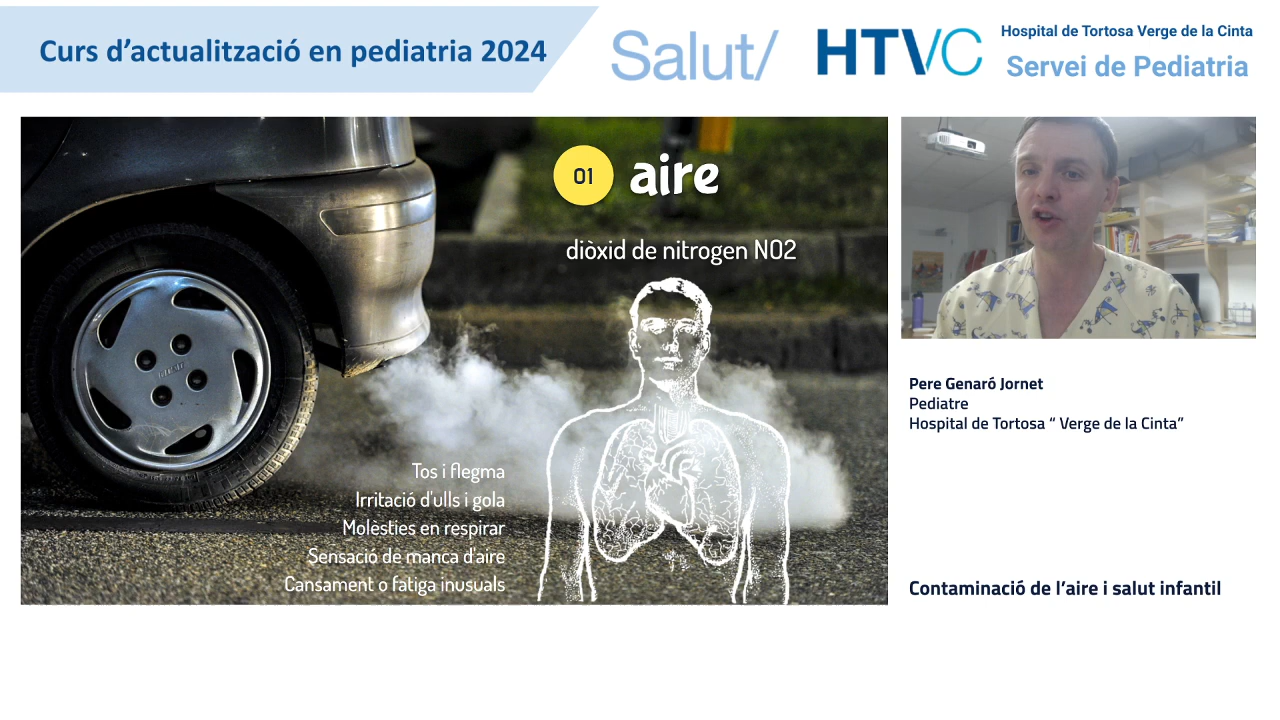 Curs d’actualització en pediatria 2024
Salut/
HTVC
Hospital de Tortosa Verge de la Cinta
Servei de Pediatria
01
aire
diòxid de nitrogen NO2
Tos i flegma
Irritació d'ulls i gola
Molèsties en respirar
Sensació de manca d'aire
Cansament o fatiga inusuals
Pere Genaró Jornet
Pediatre
Hospital de Tortosa “ Verge de la Cinta”
Contaminació de l’aire i salut infantil